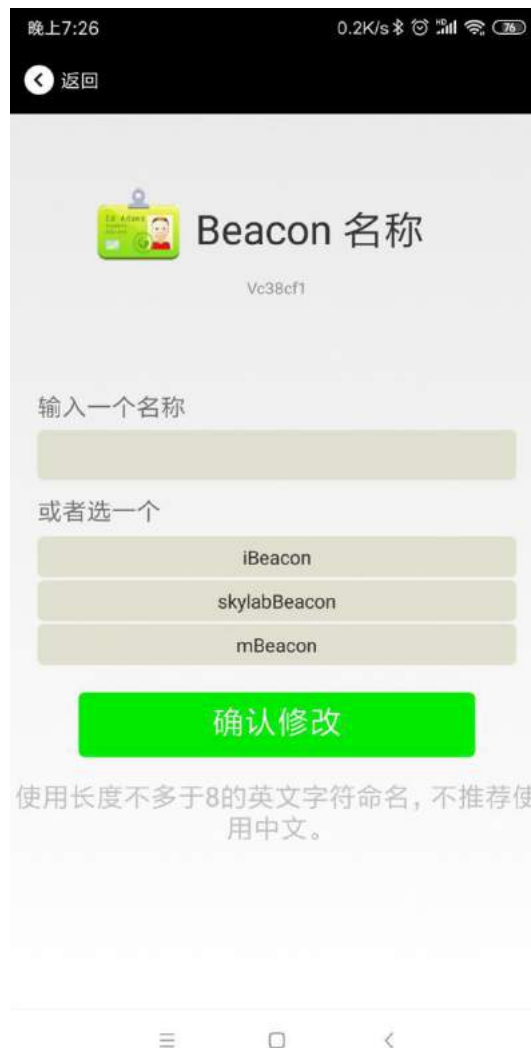 晚上7:26
0.2K/s
76
返回
Beacon 名称
Vc38cf1
输入一个名称
或者选一个
iBeacon
skylabBeacon
mBeacon
确认修改
使用长度不多于8的英文字符命名，不推荐使
用中文。